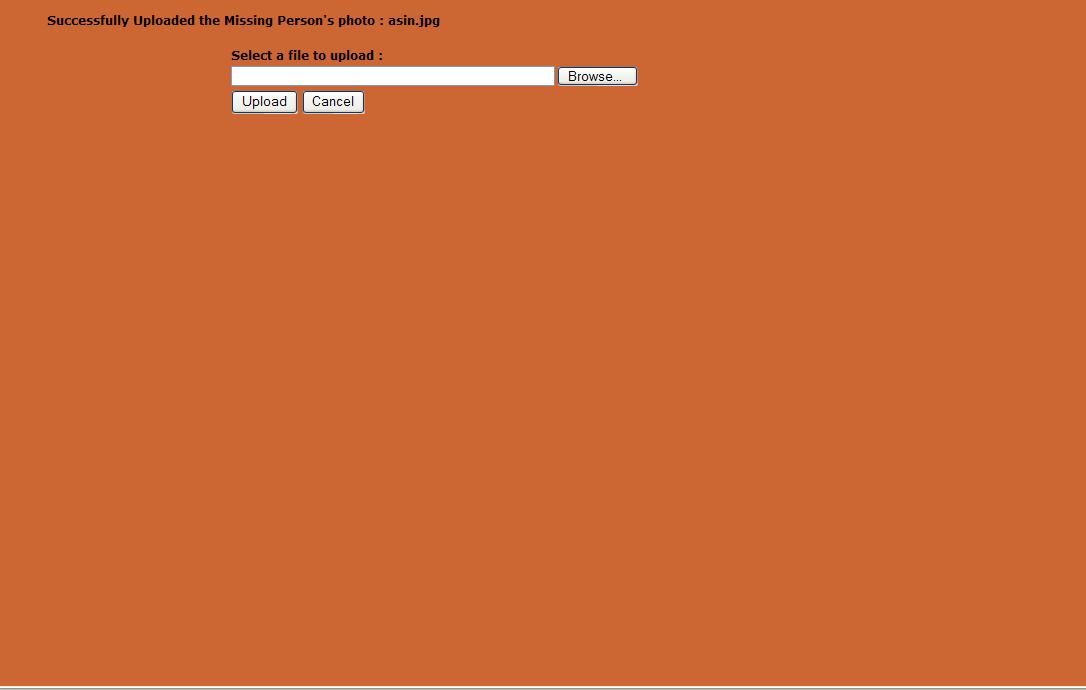 Successfully Uploaded the Missing Person's photo : asin.jpg
Select a file to upload :
Browse...
Upload Cancel